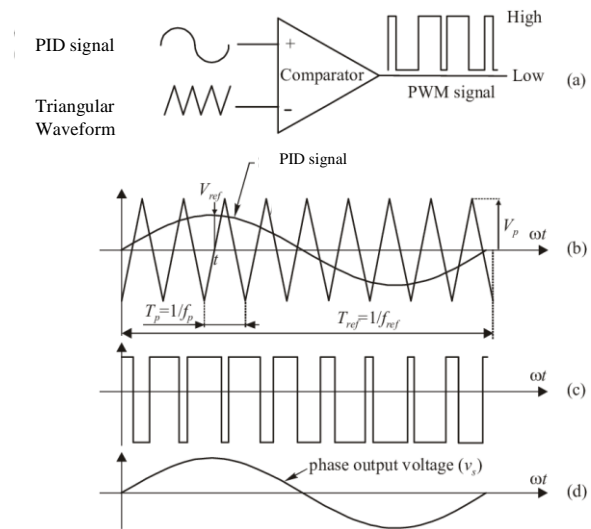 PID signal
+
High
Comparator
Low
(a)
PWM signal
Triangular
Waveform
-
PID signal
V_ref
ωt
V_p
(b)
t
T_p=1/f_p
T_ref=1/f_ref
ωt
(c)
phase output voltage (v_s)
ωt
(d)